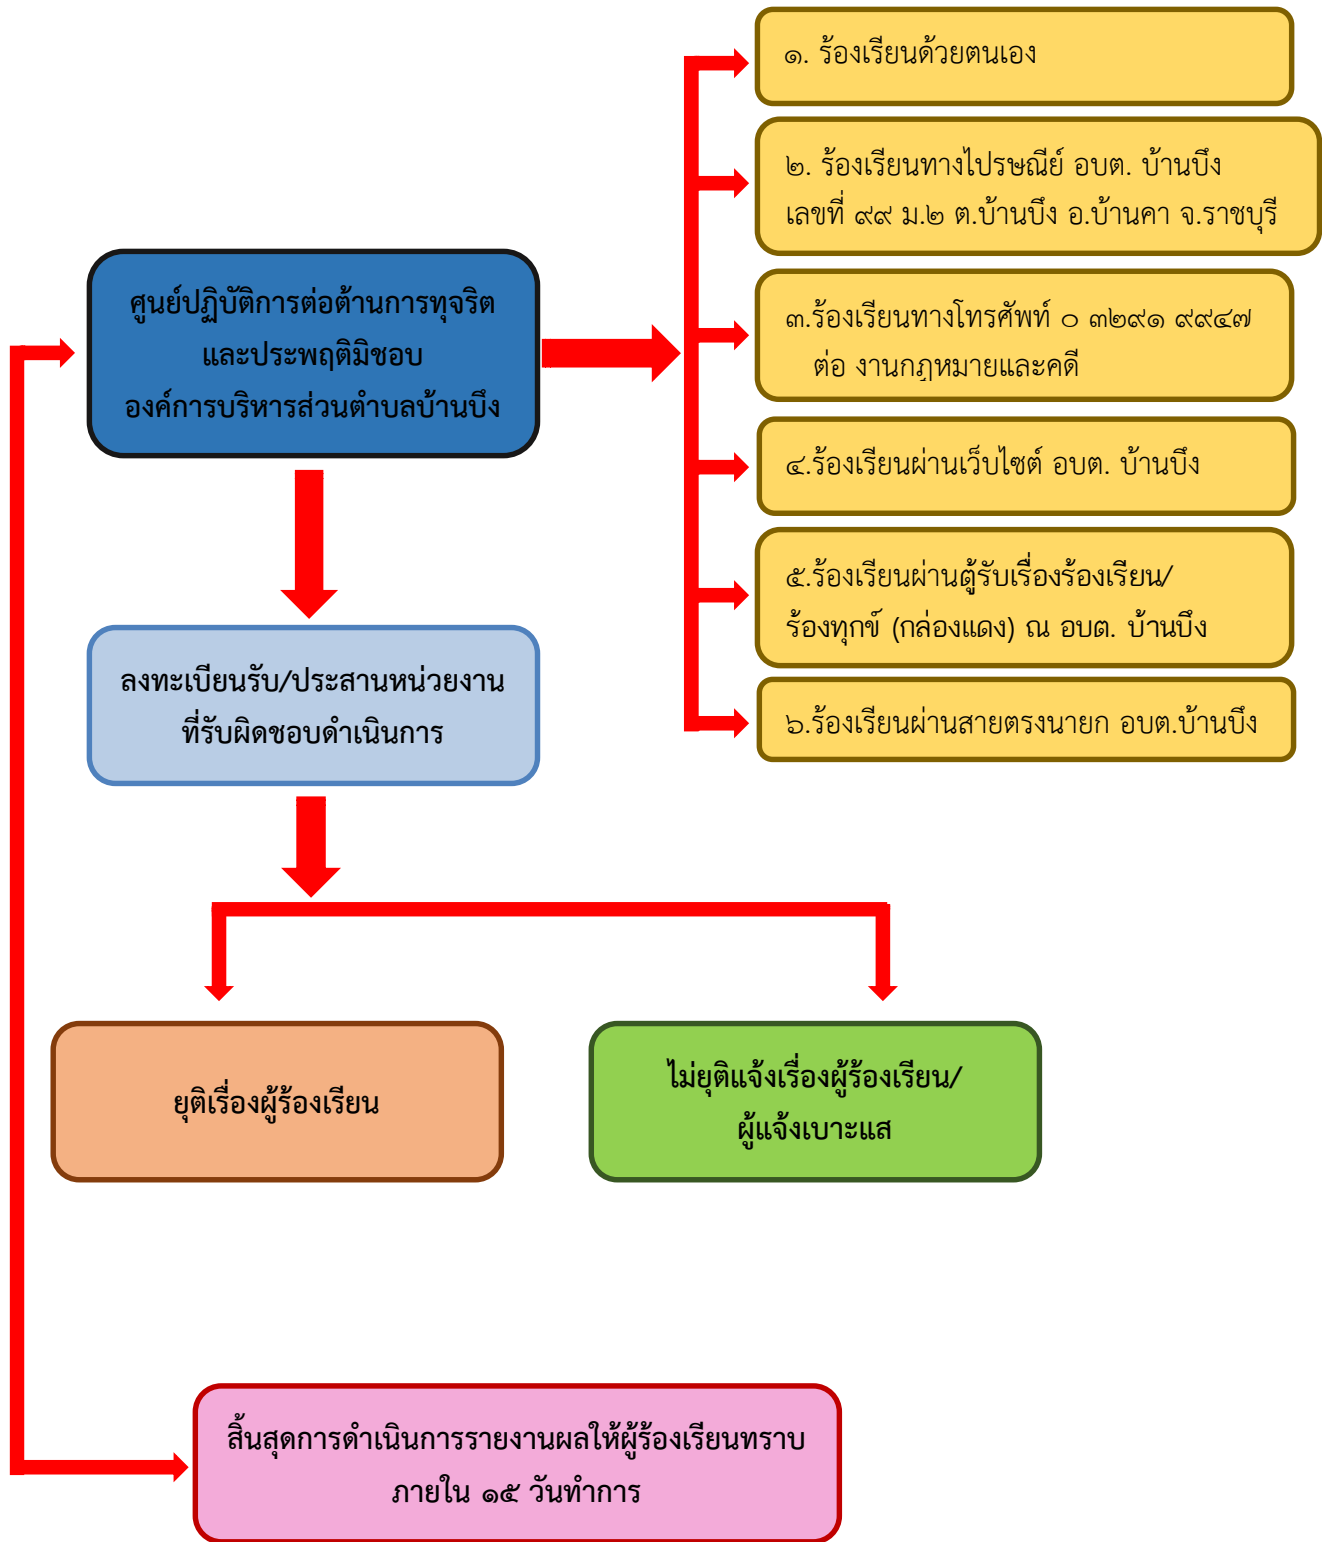 ๑. ร้องเรียนด้วยตนเอง
๒. ร้องเรียนทางไปรษณีย์ อบต. บ้านบึง
เลขที่ ๙๙ ม.๒ ต.บ้านบึง อ.บ้านคา จ.ราชบุรี
ศูนย์ปฏิบัติการต่อต้านการทุจริต
และประพฤติมิชอบ
องค์การบริหารส่วนตำบลบ้านบึง
๓.ร้องเรียนทางโทรศัพท์ ๐ ๓๒๙๑ ๙๙๔๗
ต่อ งานกฎหมายและคดี
๔.ร้องเรียนผ่านเว็บไซต์ อบต. บ้านบึง
๕.ร้องเรียนผ่านตู้รับเรื่องร้องเรียน/
ร้องทุกข์ (กล่องแดง) ณ อบต. บ้านบึง
๖.ร้องเรียนผ่านสายตรงนายก อบต.บ้านบึง
ลงทะเบียนรับ/ประสานหน่วยงาน
ที่รับผิดชอบดำเนินการ
ยุติเรื่องผู้ร้องเรียน
ไม่ยุติแจ้งเรื่องผู้ร้องเรียน/
ผู้แจ้งเบาะแส
สิ้นสุดการดำเนินการรายงานผลให้ผู้ร้องเรียนทราบ
ภายใน ๑๕ วันทำการ